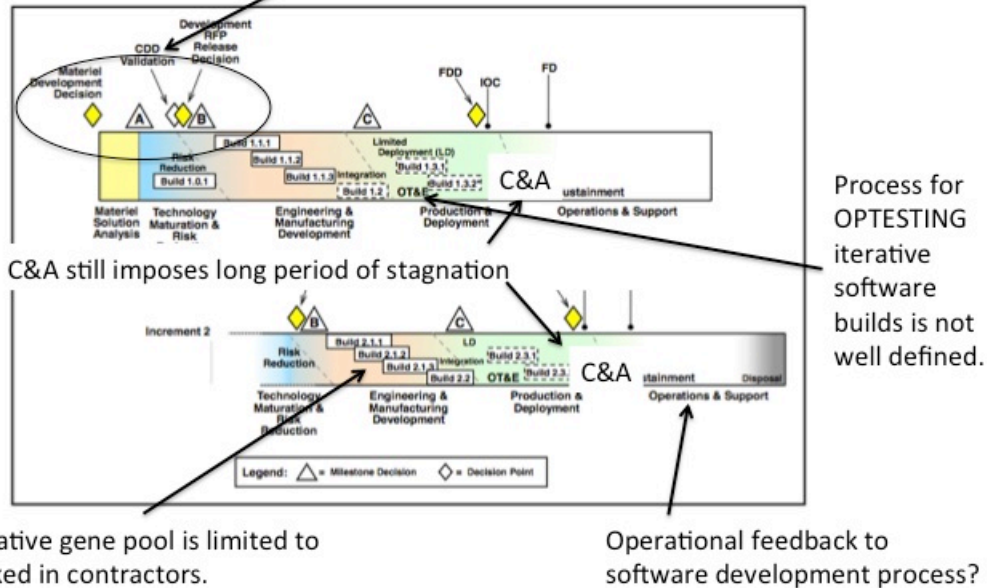 Development
RFP
Release
Decision
CDD
Validation
Materiel
Development
Decision
A
B
C
FDD
IOC
FD
Build 1.1.1
Build 1.1.2
Build 1.1.3
Risk
Reduction
Build 1.0.1
Integration
Build 1.2
Limited
Deployment (LD)
Build 1.3.1
Build 1.3.2*
OT&E
C&A
ustainment
Materiel
Solution
Analysis
Technology
Maturation &
Risk
Engineering &
Manufacturing
Development
Production &
Deployment
Operations & Support
Process for
OPTESTING
iterative
software
builds is not
well defined.
C&A still imposes long period of stagnation
Increment 2
B
C
Risk
Reduction
Build 2.1.1
Build 2.1.2
Build 2.1.3
Integration
Build 2.2
LD
Build 2.3.1
Build 2.3.
OT&E
C&A
stainment
Disposal
Technology
Maturation &
Risk
Reduction
Engineering &
Manufacturing
Development
Production &
Deployment
Operations & Support
Legend:
= Milestone Decision
= Decision Point
ative gene pool is limited to
ked in contractors.
Operational feedback to
software development process?